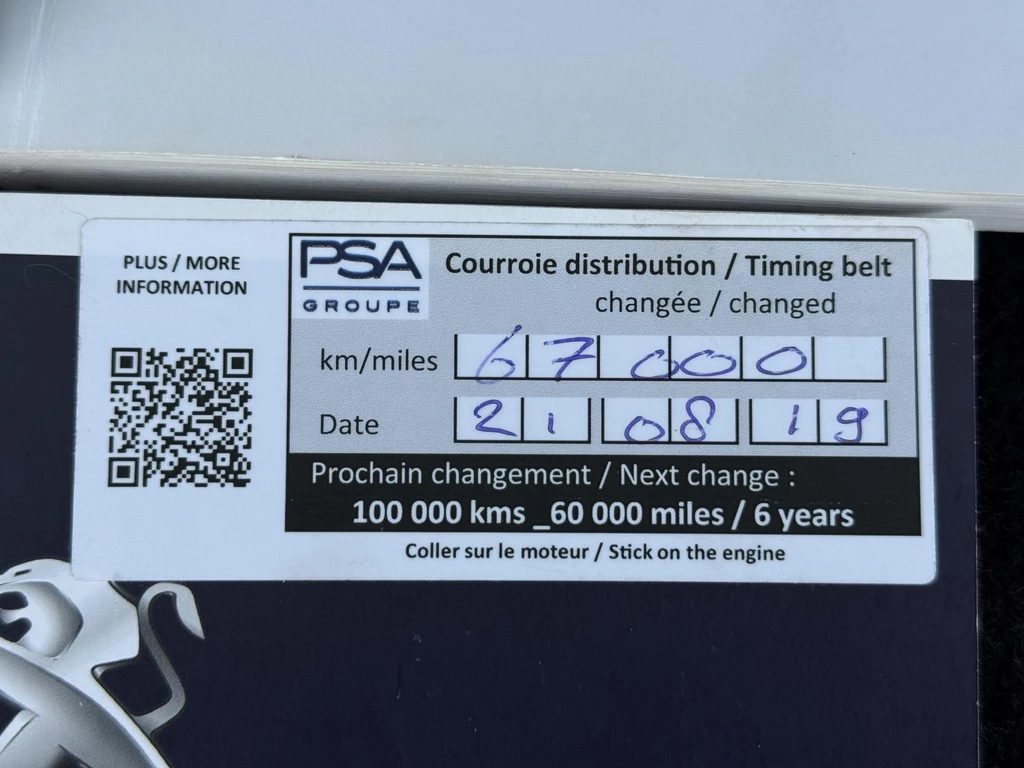 PLUS / MORE
INFORMATION
PSA
GROUPE
Courroie distribution / Timing belt
changée / changed
km/miles 67000
Date 21 08 19
Prochain changement / Next change :
100 000 kms _60 000 miles / 6 years
Coller sur le moteur / Stick on the engine